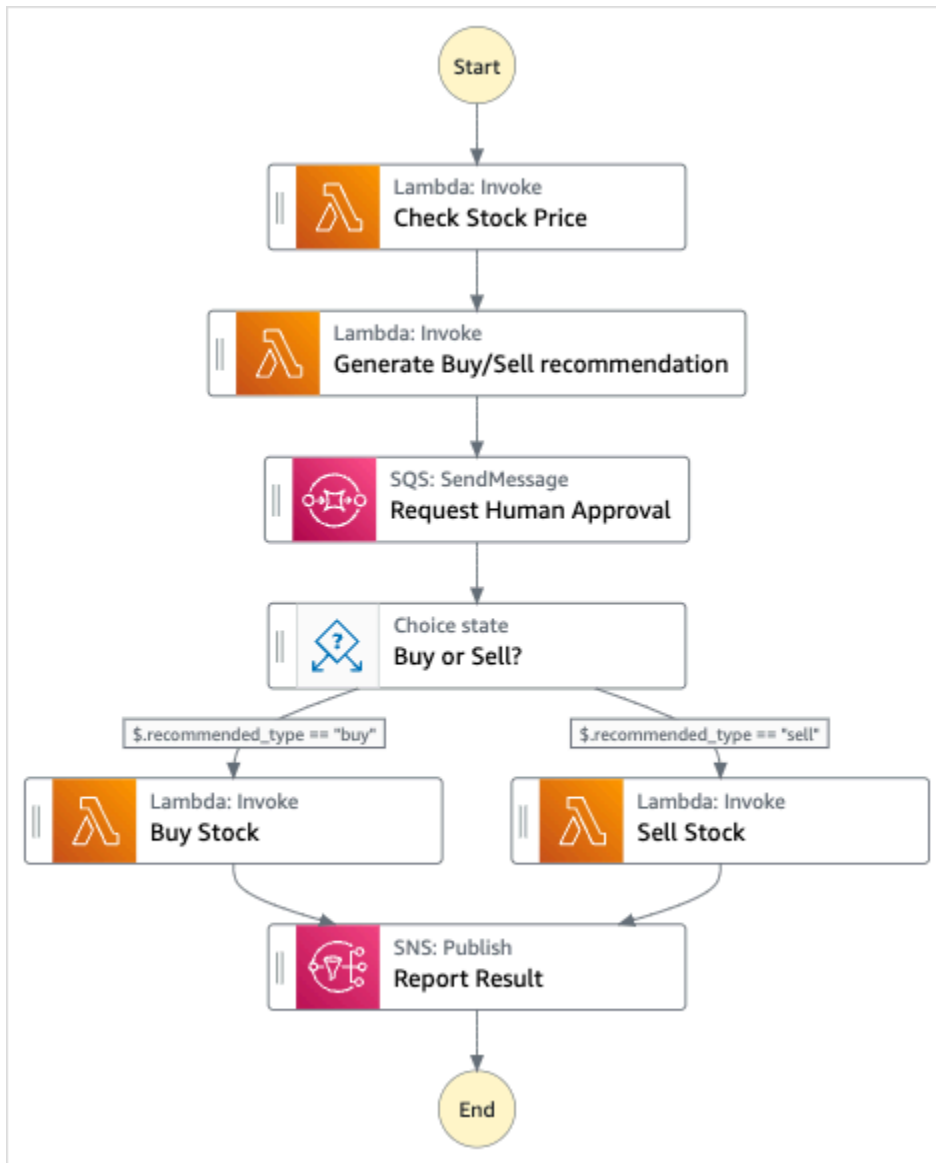 Start
Lambda: Invoke
Check Stock Price
Lambda: Invoke
Generate Buy/Sell recommendation
SQS: SendMessage
Request Human Approval
Choice state
Buy or Sell?
$.recommended_type == "buy"
$.recommended_type == "sell"
Lambda: Invoke
Buy Stock
Lambda: Invoke
Sell Stock
SNS: Publish
Report Result
End